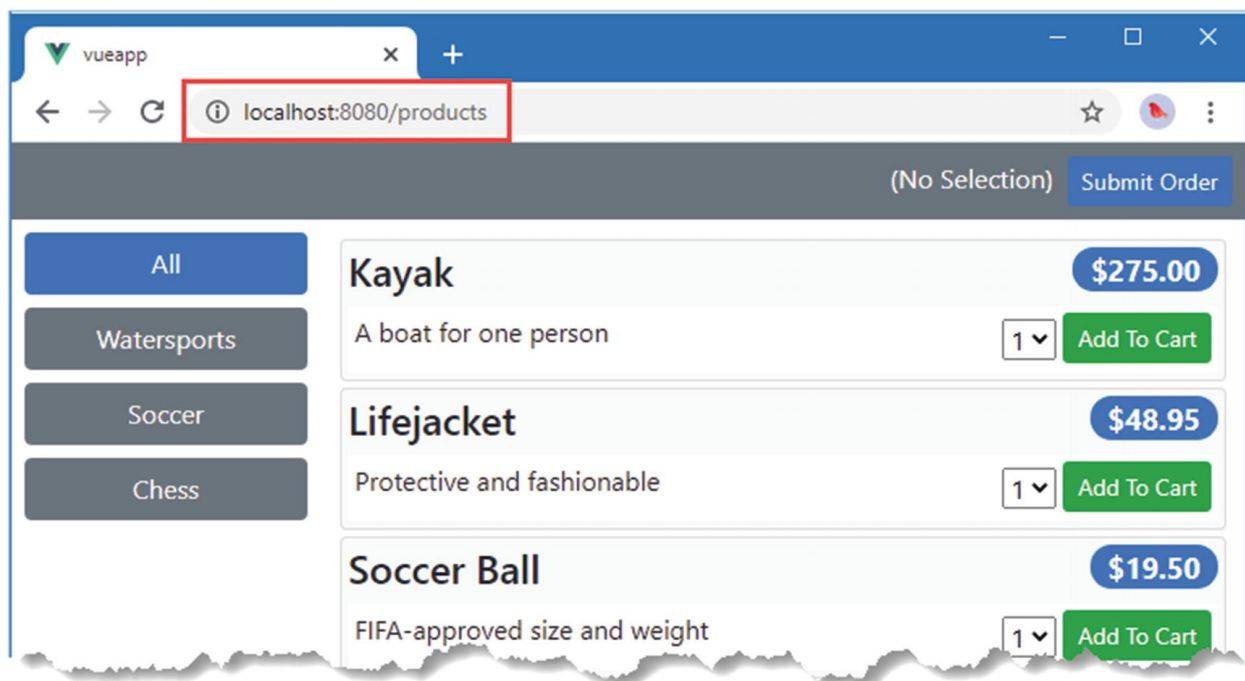 vueapp
localhost:8080/products
(No Selection) Submit Order
All
Watersports
Soccer
Chess
Kayak $275.00
A boat for one person 1 Add To Cart
Lifejacket $48.95
Protective and fashionable 1 Add To Cart
Soccer Ball $19.50
FIFA-approved size and weight 1 Add To Cart